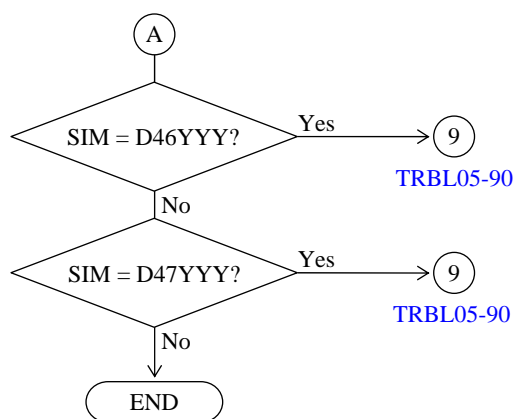 A
SIM = D46YYY?
Yes
9
TRBL05-90
No
SIM = D47YYY?
Yes
9
TRBL05-90
No
END